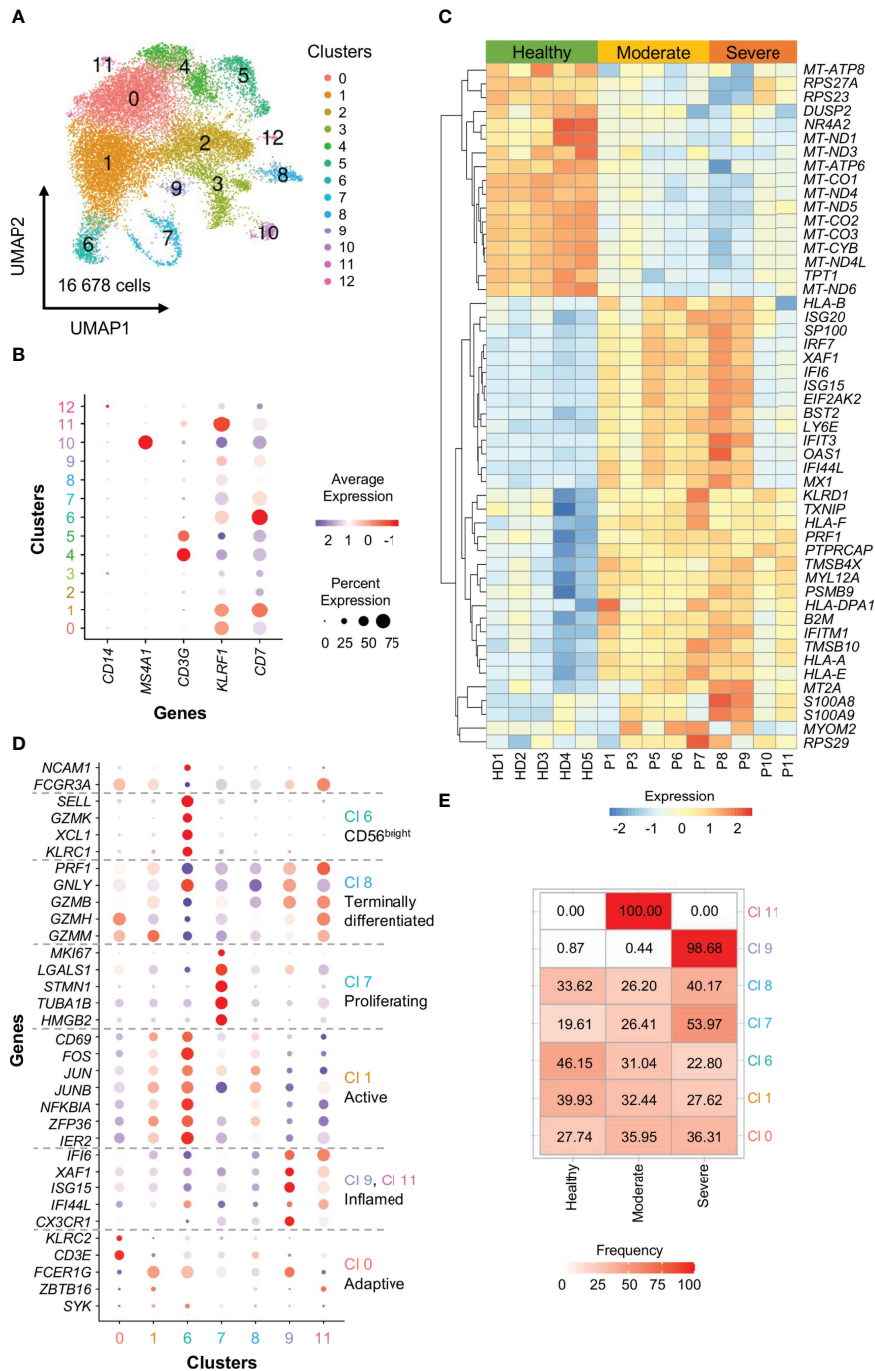 A
Clusters
0
1
2
3
4
5
6
7
8
9
10
11
12
11
4
5
0
2
12
1
8
9
3
6
7
10
16 678 cells
UMAP2
UMAP1
B
12
11
10
9
8
7
6
5
4
3
2
1
0
Clusters
CD14
MS4A1
CD3G
KLRF1
CD7
Genes
Average
Expression
2 1 0 -1
Percent
Expression
0 25 50 75
C
Healthy Moderate Severe
MT-ATP8
RPS27A
RPS23
DUSP2
NR4A2
MT-ND1
MT-ND3
MT-ATP6
MT-CO1
MT-ND4
MT-ND5
MT-CO2
MT-CO3
MT-CYB
MT-ND4L
TPT1
MT-ND6
HLA-B
ISG20
SP100
IRF7
XAF1
IFI6
ISG15
EIF2AK2
BST2
LY6E
IFIT3
OAS1
IFI44L
MX1
KLRD1
TXNIP
HLA-F
PRF1
PTPRCAP
TMSB4X
MYL12A
PSMB9
HLA-DPA1
B2M
IFITM1
TMSB10
HLA-A
HLA-E
MT2A
S100A8
S100A9
MYOM2
RPS29
HD1 HD2 HD3 HD4 HD5 P1 P3 P5 P6 P7 P8 P9 P10 P11
Expression
-2 -1 0 1 2
D
NCAM1
FCGR3A
SELL
GZMK
XCL1
KLRC1
Cl 6
CD56bright
PRF1
GNLY
GZMB
GZMH
GZMM
Cl 8
Terminally
differentiated
MKI67
LGALS1
STMN1
TUBA1B
HMGB2
Cl 7
Proliferating
CD69
FOS
JUN
JUNB
NFKBIA
ZFP36
IER2
Cl 1
Active
IFI6
XAF1
ISG15
IFI44L
CX3CR1
Cl 9, Cl 11
Inflamed
KLRC2
CD3E
FCER1G
ZBTB16
SYK
Cl 0
Adaptive
Genes
0 1 6 7 8 9 11
Clusters
E
0.00 100.00 0.00 Cl 11
0.87 0.44 98.68 Cl 9
33.62 26.20 40.17 Cl 8
19.61 26.41 53.97 Cl 7
46.15 31.04 22.80 Cl 6
39.93 32.44 27.62 Cl 1
27.74 35.95 36.31 Cl 0
Healthy Moderate Severe
Frequency
0 25 50 75 100